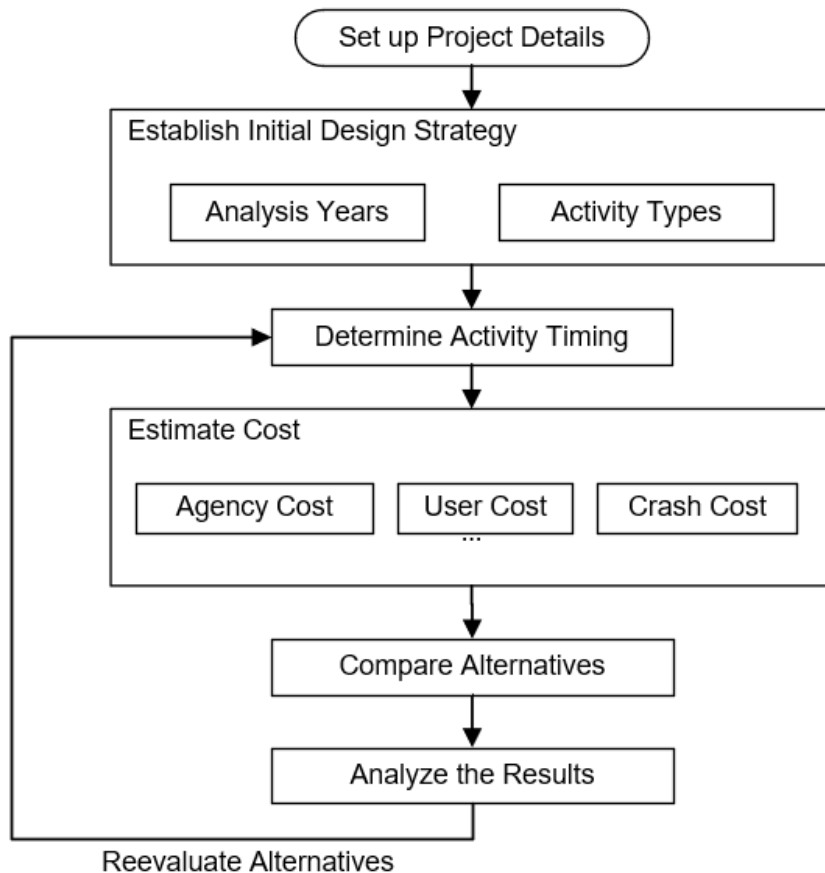 Set up Project Details
Establish Initial Design Strategy
Analysis Years
Activity Types
Determine Activity Timing
Estimate Cost
Agency Cost
User Cost
Crash Cost
...
Compare Alternatives
Analyze the Results
Reevaluate Alternatives